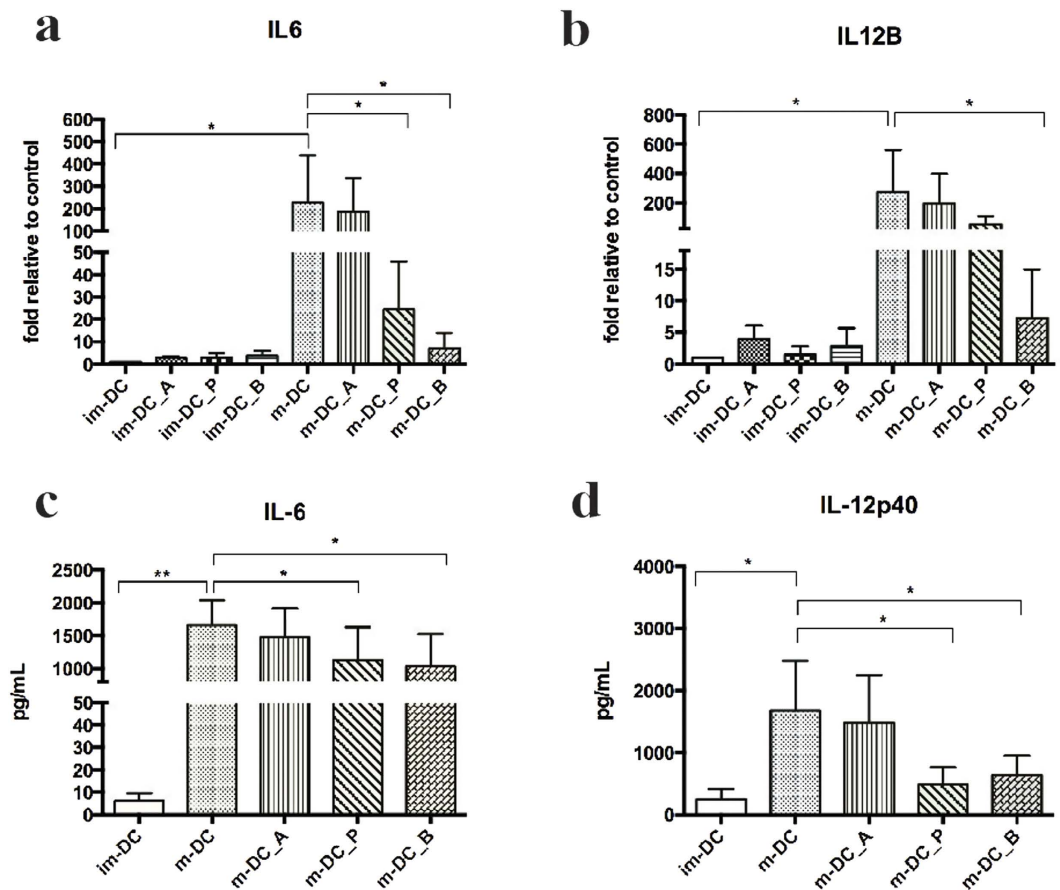 a
IL6
fold relative to control
600
500
400
300
200
100
50
40
30
20
10
0
*
*
*
im-DC
im-DC_A
im-DC_P
im-DC_B
m-DC
m-DC_A
m-DC_P
m-DC_B
b
IL12B
fold relative to control
800
600
400
200
15
10
5
0
*
*
im-DC
im-DC_A
im-DC_P
im-DC_B
m-DC
m-DC_A
m-DC_P
m-DC_B
c
IL-6
pg/mL
2500
2000
1500
1000
50
40
30
20
10
0
**
*
*
im-DC
m-DC
m-DC_A
m-DC_P
m-DC_B
d
IL-12p40
pg/mL
4000
3000
2000
1000
0
*
*
*
im-DC
m-DC
m-DC_A
m-DC_P
m-DC_B